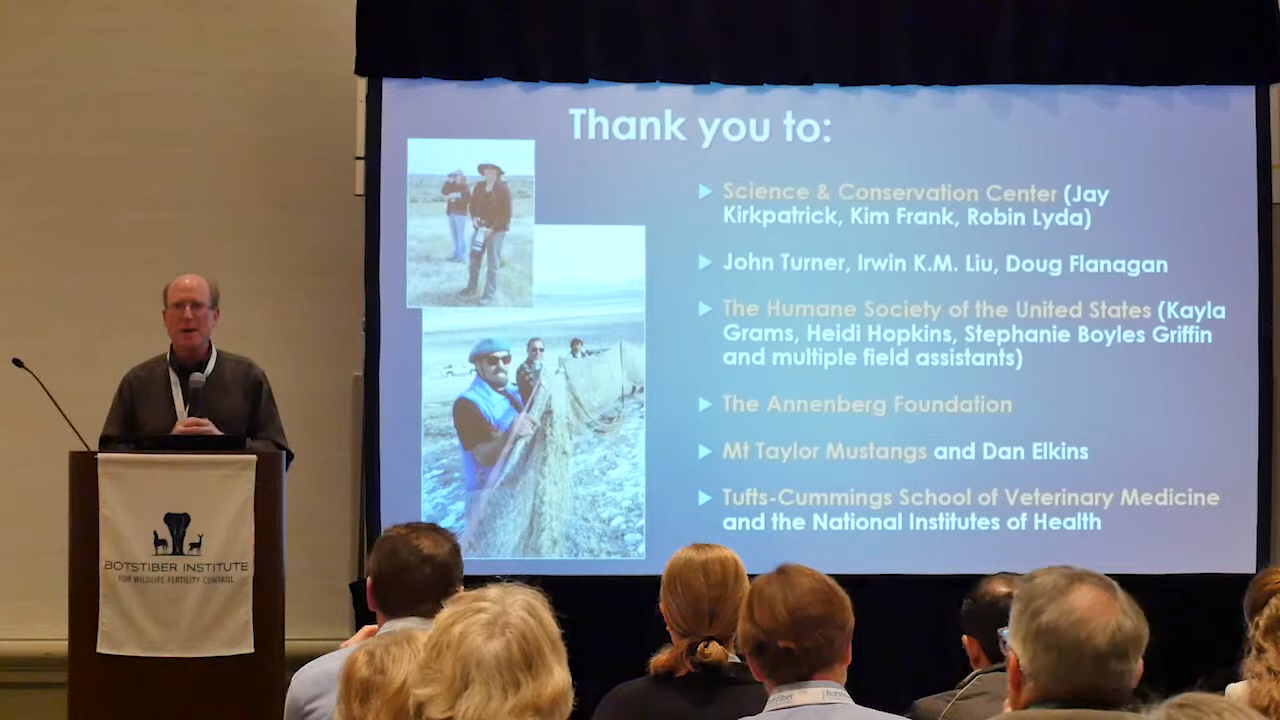 Thank you to:
Science & Conservation Center (Jay
Kirkpatrick, Kim Frank, Robin Lyda)
John Turner, Irwin K.M. Liu, Doug Flanagan
The Humane Society of the United States (Kayla
Grams, Heidi Hopkins, Stephanie Boyles Griffin
and multiple field assistants)
The Annenberg Foundation
Mt Taylor Mustangs and Dan Elkins
Tufts-Cummings School of Veterinary Medicine
and the National Institutes of Health
BOTSTIBER INSTITUTE
FOR WILDLIFE FERTILITY CONTROL